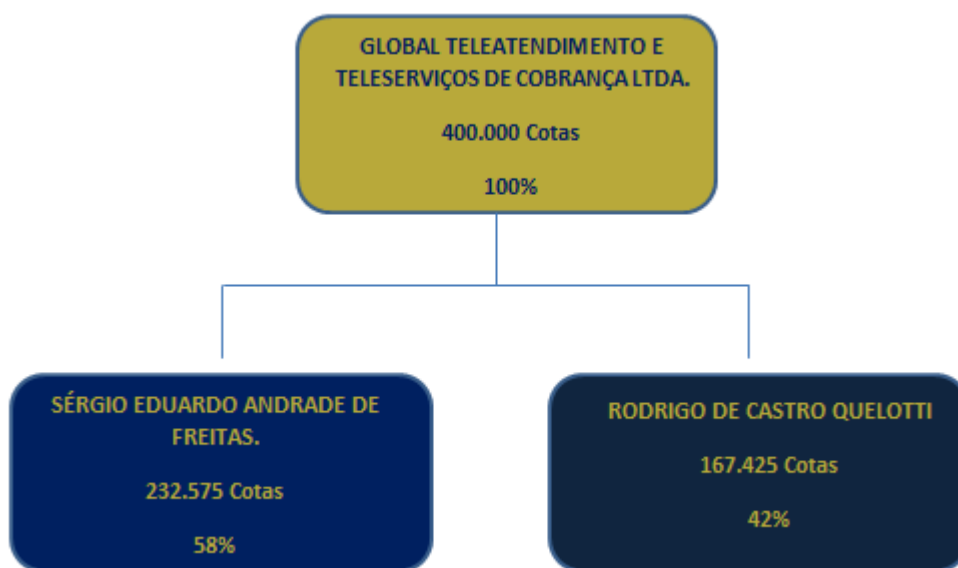 GLOBAL TELEATENDIMENTO E
TELESERVIÇOS DE COBRANÇA LTDA.
400.000 Cotas
100%
SÉRGIO EDUARDO ANDRADE DE
FREITAS.
232.575 Cotas
58%
RODRIGO DE CASTRO QUELOTTI
167.425 Cotas
42%